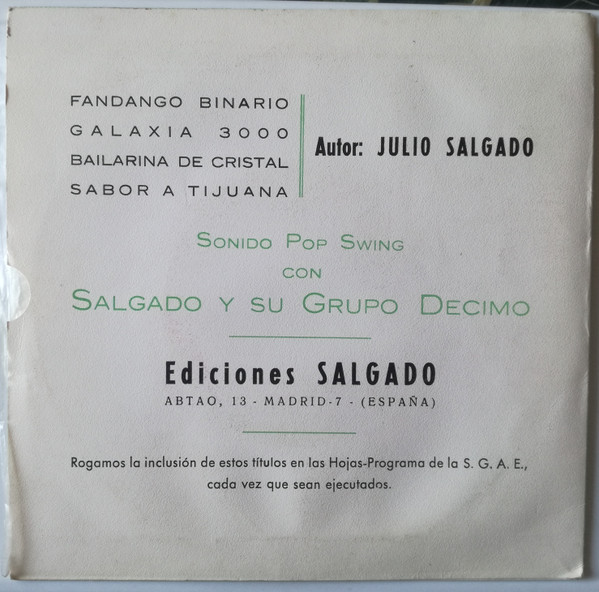 FANDANGO BINARIO
GALAXIA 3000
BAILARINA DE CRISTAL
SABOR A TIJUANA
Autor: JULIO SALGADO
SONIDO POP SWING
CON
SALGADO Y SU GRUPO DECIMO
Ediciones SALGADO
ABTAO, 13 - MADRID-7 - (ESPAÑA)
Rogamos la inclusión de estos títulos en las Hojas-Programa de la S. G. A. E.,
cada vez que sean ejecutados.